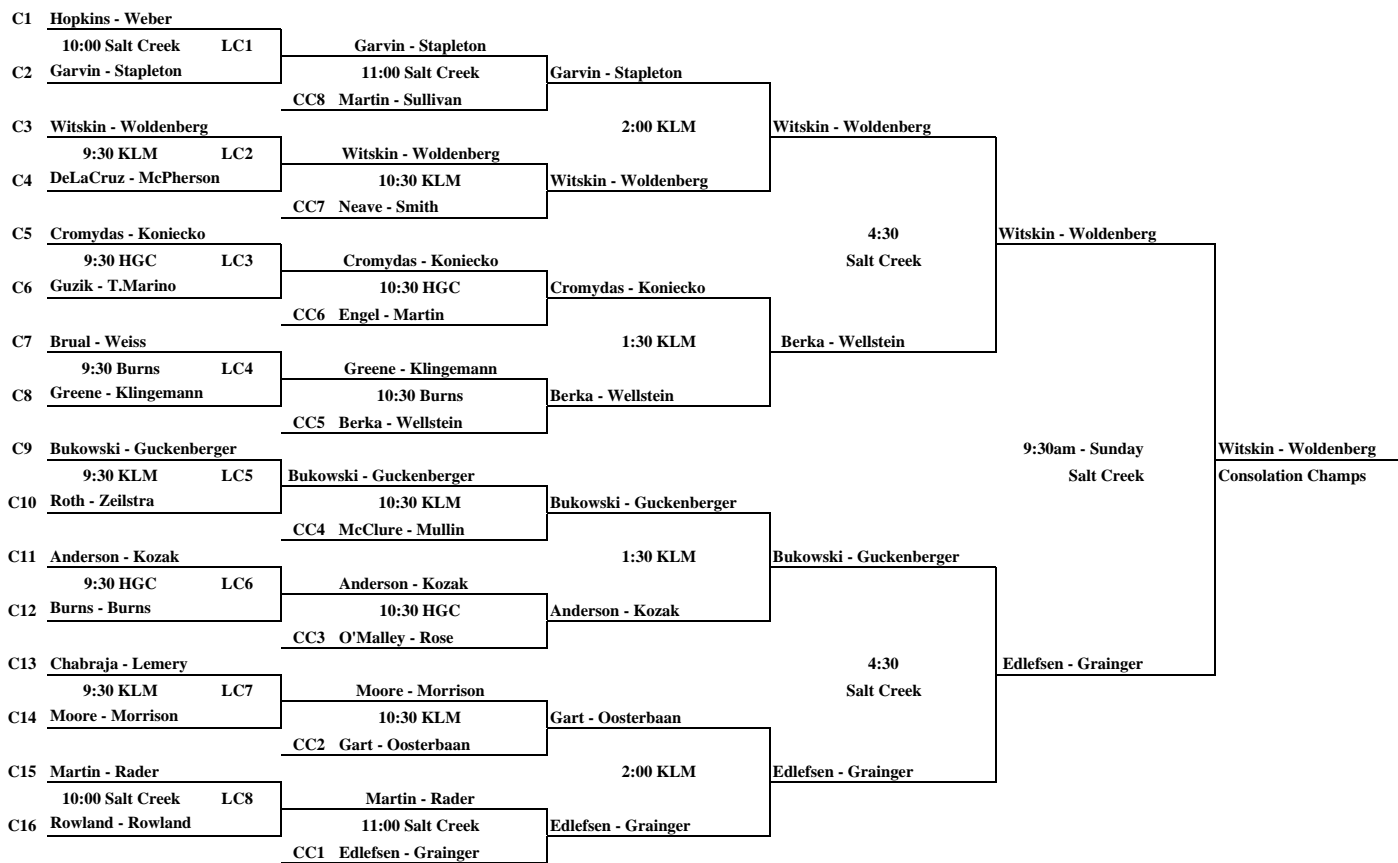 C1 Hopkins - Weber
10:00 Salt Creek LC1 Garvin - Stapleton
C2 Garvin - Stapleton 11:00 Salt Creek Garvin - Stapleton
CC8 Martin - Sullivan
C3 Witskin - Woldenberg 2:00 KLM Witskin - Woldenberg
9:30 KLM LC2 Witskin - Woldenberg
C4 DeLaCruz - McPherson 10:30 KLM Witskin - Woldenberg
CC7 Neave - Smith
C5 Cromydas - Koniecko 4:30 Witskin - Woldenberg
9:30 HGC LC3 Cromydas - Koniecko Salt Creek
C6 Guzik - T.Marino 10:30 HGC Cromydas - Koniecko
CC6 Engel - Martin
C7 Brual - Weiss 1:30 KLM Berka - Wellstein
9:30 Burns LC4 Greene - Klingemann
C8 Greene - Klingemann 10:30 Burns Berka - Wellstein
CC5 Berka - Wellstein
C9 Bukowski - Guckenberger 9:30am - Sunday Witskin - Woldenberg
9:30 KLM LC5 Bukowski - Guckenberger Salt Creek Consolation Champs
C10 Roth - Zeilstra 10:30 KLM Bukowski - Guckenberger
CC4 McClure - Mullin
C11 Anderson - Kozak 1:30 KLM Bukowski - Guckenberger
9:30 HGC LC6 Anderson - Kozak
C12 Burns - Burns 10:30 HGC Anderson - Kozak
CC3 O'Malley - Rose
C13 Chabraja - Lemery 4:30 Edlefsen - Grainger
9:30 KLM LC7 Moore - Morrison Salt Creek
C14 Moore - Morrison 10:30 KLM Gart - Oosterbaan
CC2 Gart - Oosterbaan
C15 Martin - Rader 2:00 KLM Edlefsen - Grainger
10:00 Salt Creek LC8 Martin - Rader
C16 Rowland - Rowland 11:00 Salt Creek Edlefsen - Grainger
CC1 Edlefsen - Grainger